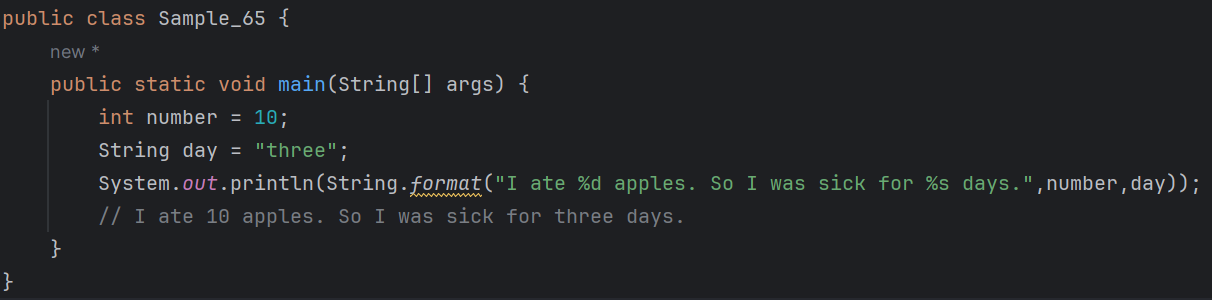 public class Sample_65 {
new *
public static void main(String[] args) {
int number = 10;
String day = "three";
System.out.println(String.format("I ate %d apples. So I was sick for %s days.",number,day));
// I ate 10 apples. So I was sick for three days.
}
}